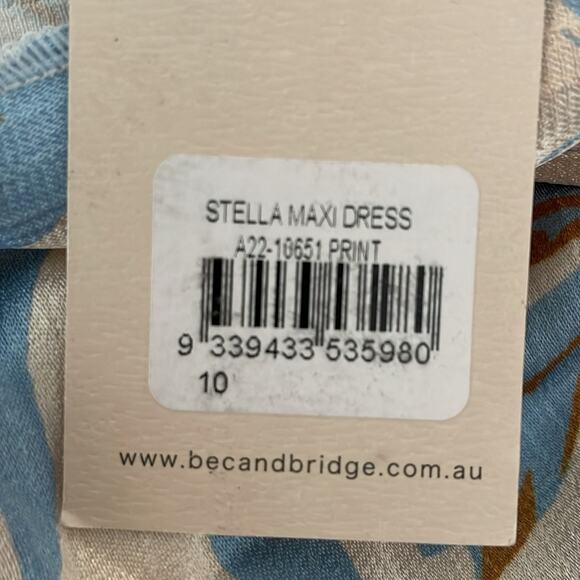 STELLA MAXI DRESS
A22-10651 PRINT
9 339433 535980
10
www.becandbridge.com.au